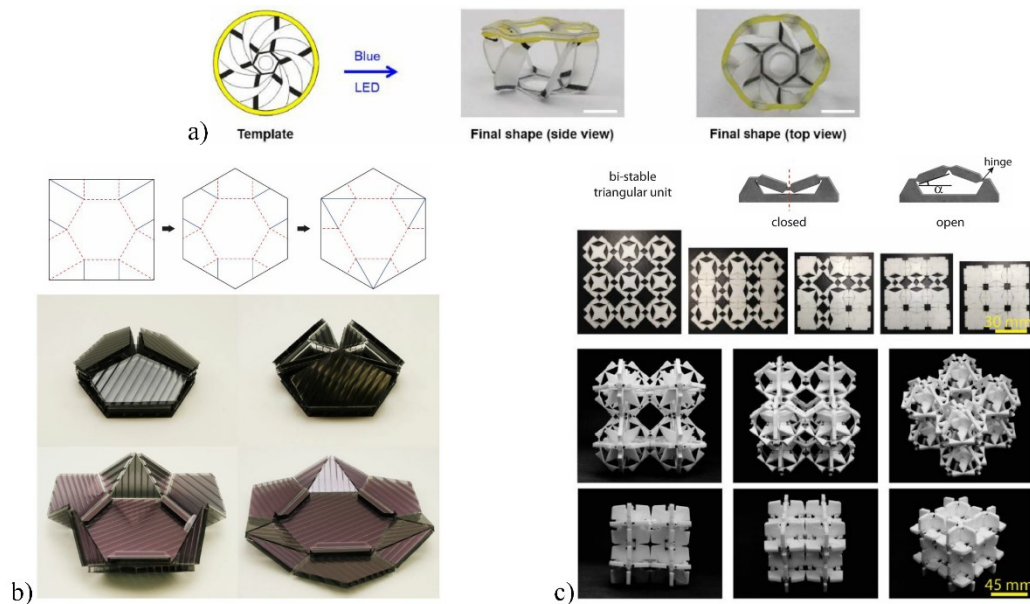 Blue
LED
a)
Template
Final shape (side view)
Final shape (top view)
bi-stable
triangular unit
α
hinge
closed
open
30 mm
45 mm
b)
c)